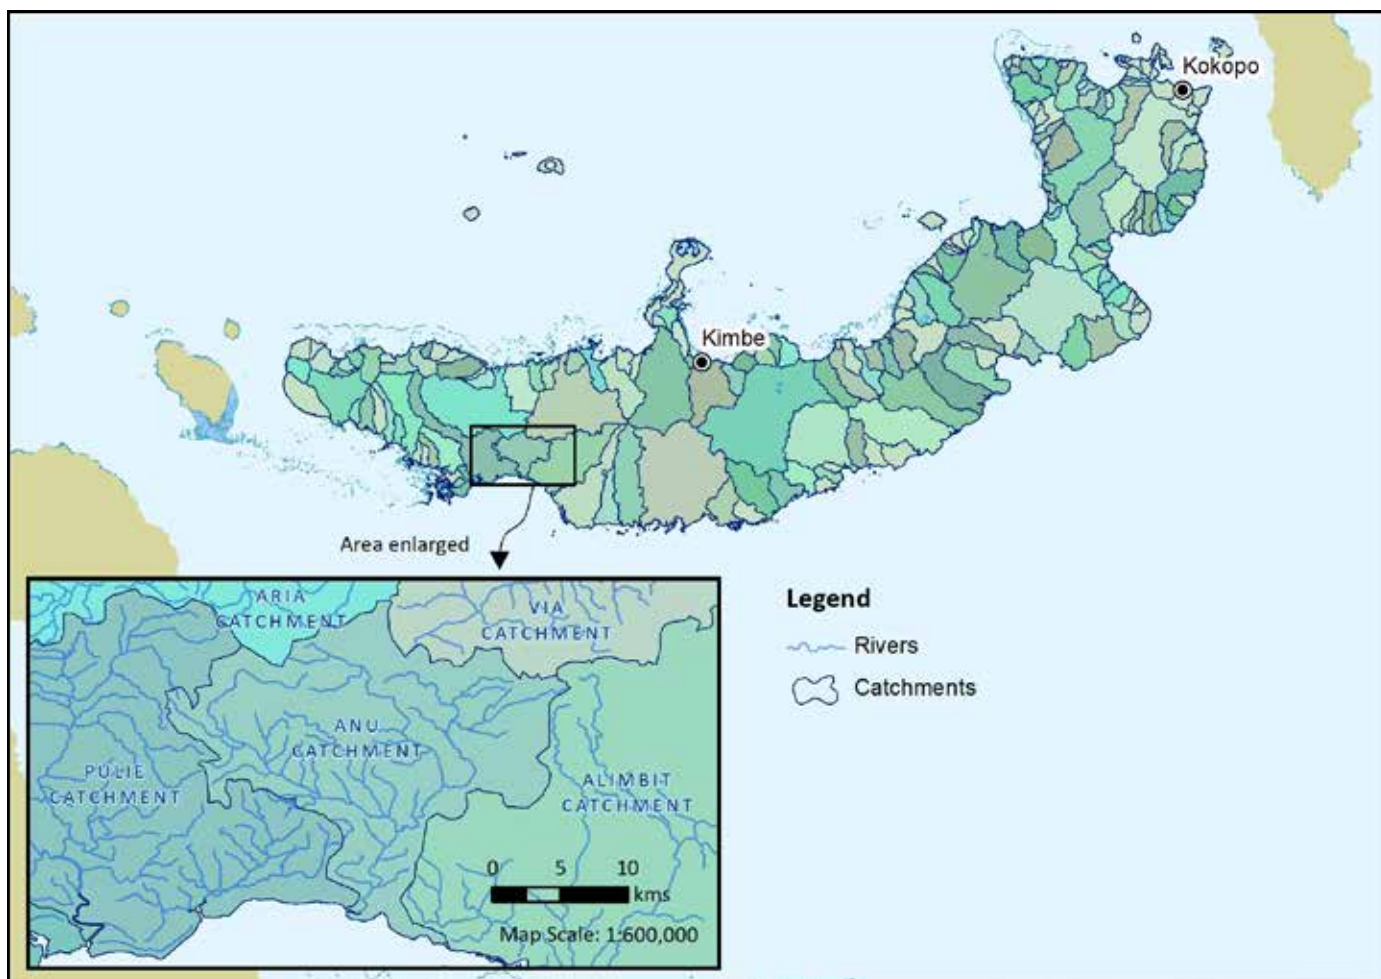 Kokopo
Kimbe
Area enlarged
ARIA
CATCHMENT
VIA
CATCHMENT
ANU
CATCHMENT
PULIE
CATCHMENT
ALIMBIT
CATCHMENT
0 5 10
kms
Map Scale: 1:600,000
Legend
Rivers
Catchments